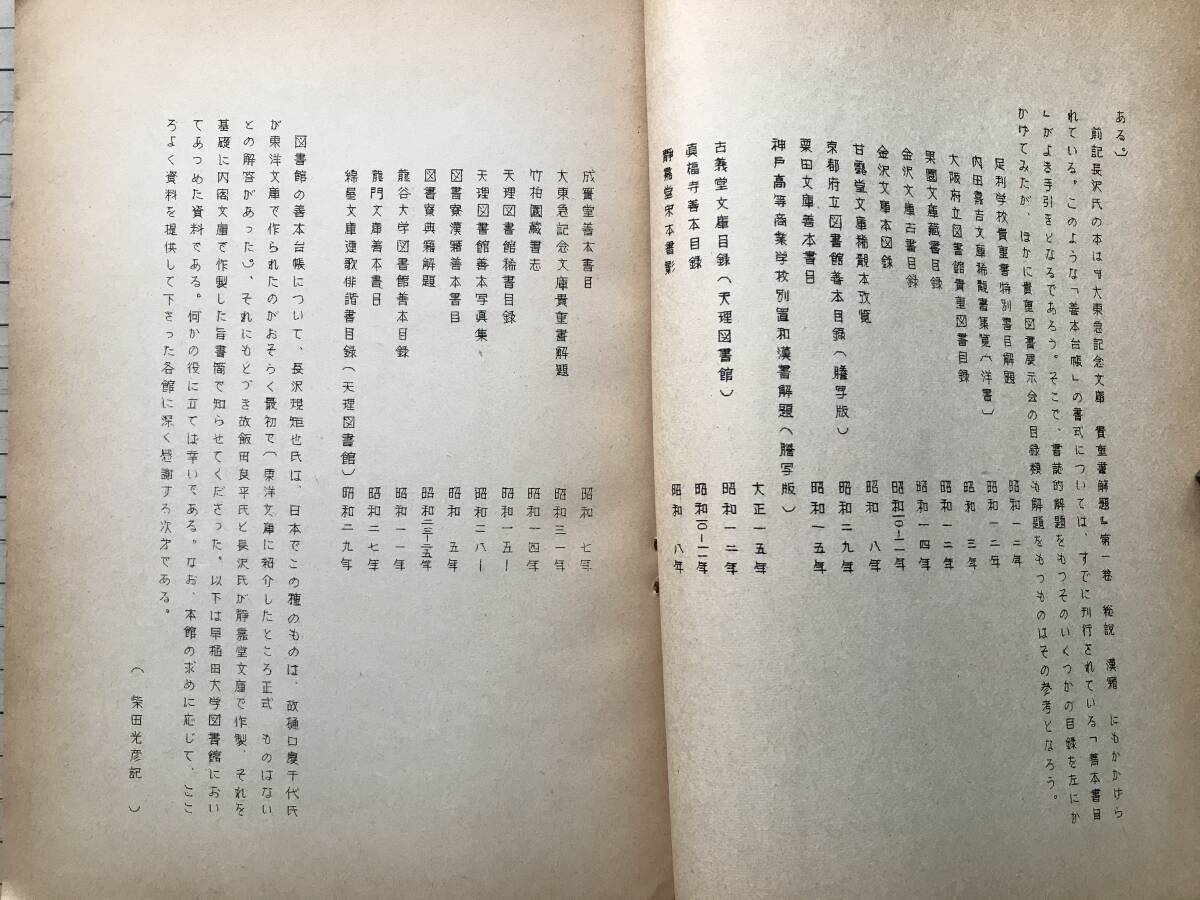 ある。)
前記長沢氏の本は『大東急記念文庫　貴重書解題』第一巻　総説　漢籍　にもかかげら
れている。このような「善本台帳」の書式については、すでに刊行をれている「善本書目
」がよき手引きとなるであろう。そこで、書誌的解題をもつそのいくつかの目録を左にか
かげてみたが、ほかに貴重図書展示会の目録類も解題をもつものはその参考となろう。
足利学校貴重書特別書目解題　昭和一二年
内田嘉吉文庫稀覯書集覧(洋書)　昭和一二年
大阪府立図書館貴重図書目録　昭和　三年
果園文庫蔵書目録　昭和一二年
金沢文庫古書目録　昭和一四年
金沢文庫本図録　昭和一〇-一一年
甘露堂文庫稀覯本攷覧　昭和　八年
京都府立図書館善本目録(謄写版)　昭和二九年
粟田文庫善本書目　昭和一五年
神戸高等商業学校別置和漢書解題(謄写版)
大正一五年
古義堂文庫目録(天理図書館)　昭和一二年
真福寺善本目録　昭和一〇-一一年
静嘉堂宋本書影　昭和　八年
成簣堂善本書目　昭和　七年
大東急記念文庫貴重書解題　昭和三一年
竹柏園蔵書志　昭和一四年
天理図書館稀書目録　昭和一五-
天理図書館善本写真集　昭和二八-
図書寮漢籍善本書目　昭和　五年
図書寮典籍解題　昭和二三-二五年
龍谷大学図書館善本目録　昭和一一年
龍門文庫善本書目　昭和二七年
綿屋文庫連歌俳諧書目録(天理図書館)　昭和二九年
図書館の善本台帳について、長沢規矩也氏は、日本でこの種のものは、故樋口慶千代氏
が東洋文庫で作られたのがおそらく最初で(東洋文庫に紹介したところ正式　ものはない
との解答があった)、それにもとづき故飯田良平氏と長沢氏が静嘉堂文庫で作製、それを
基礎に内閣文庫で作製した旨書簡で知らせてくださった。以下は早稲田大学図書館におい
てあつめた資料である。何かの役に立てば幸いである。なお、本館の求めに応じて、ここ
ろよく資料を提供して下さった各館に深く感謝する次才である。
(　柴田光彦記　)